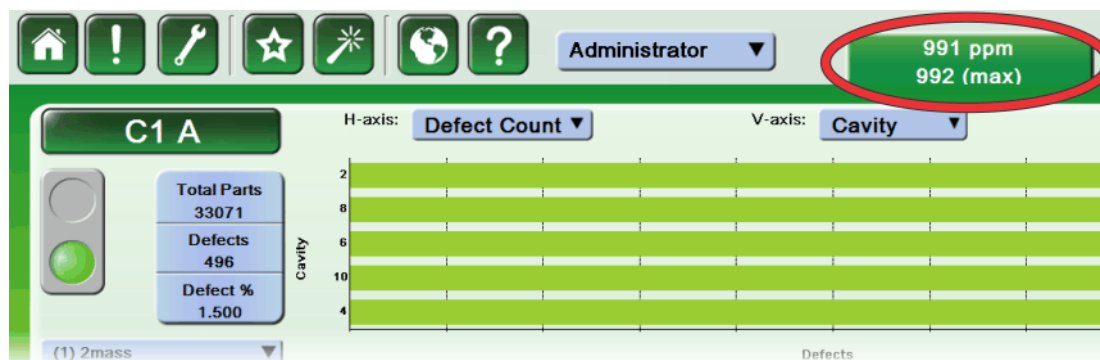 Administrator ▼
991 ppm
992 (max)
C1 A
H-axis: Defect Count ▼
V-axis: Cavity ▼
Total Parts
33071
Defects
496
Defect %
1.500
Cavity
2
8
6
10
4
(1) 2mass ▼
Defects